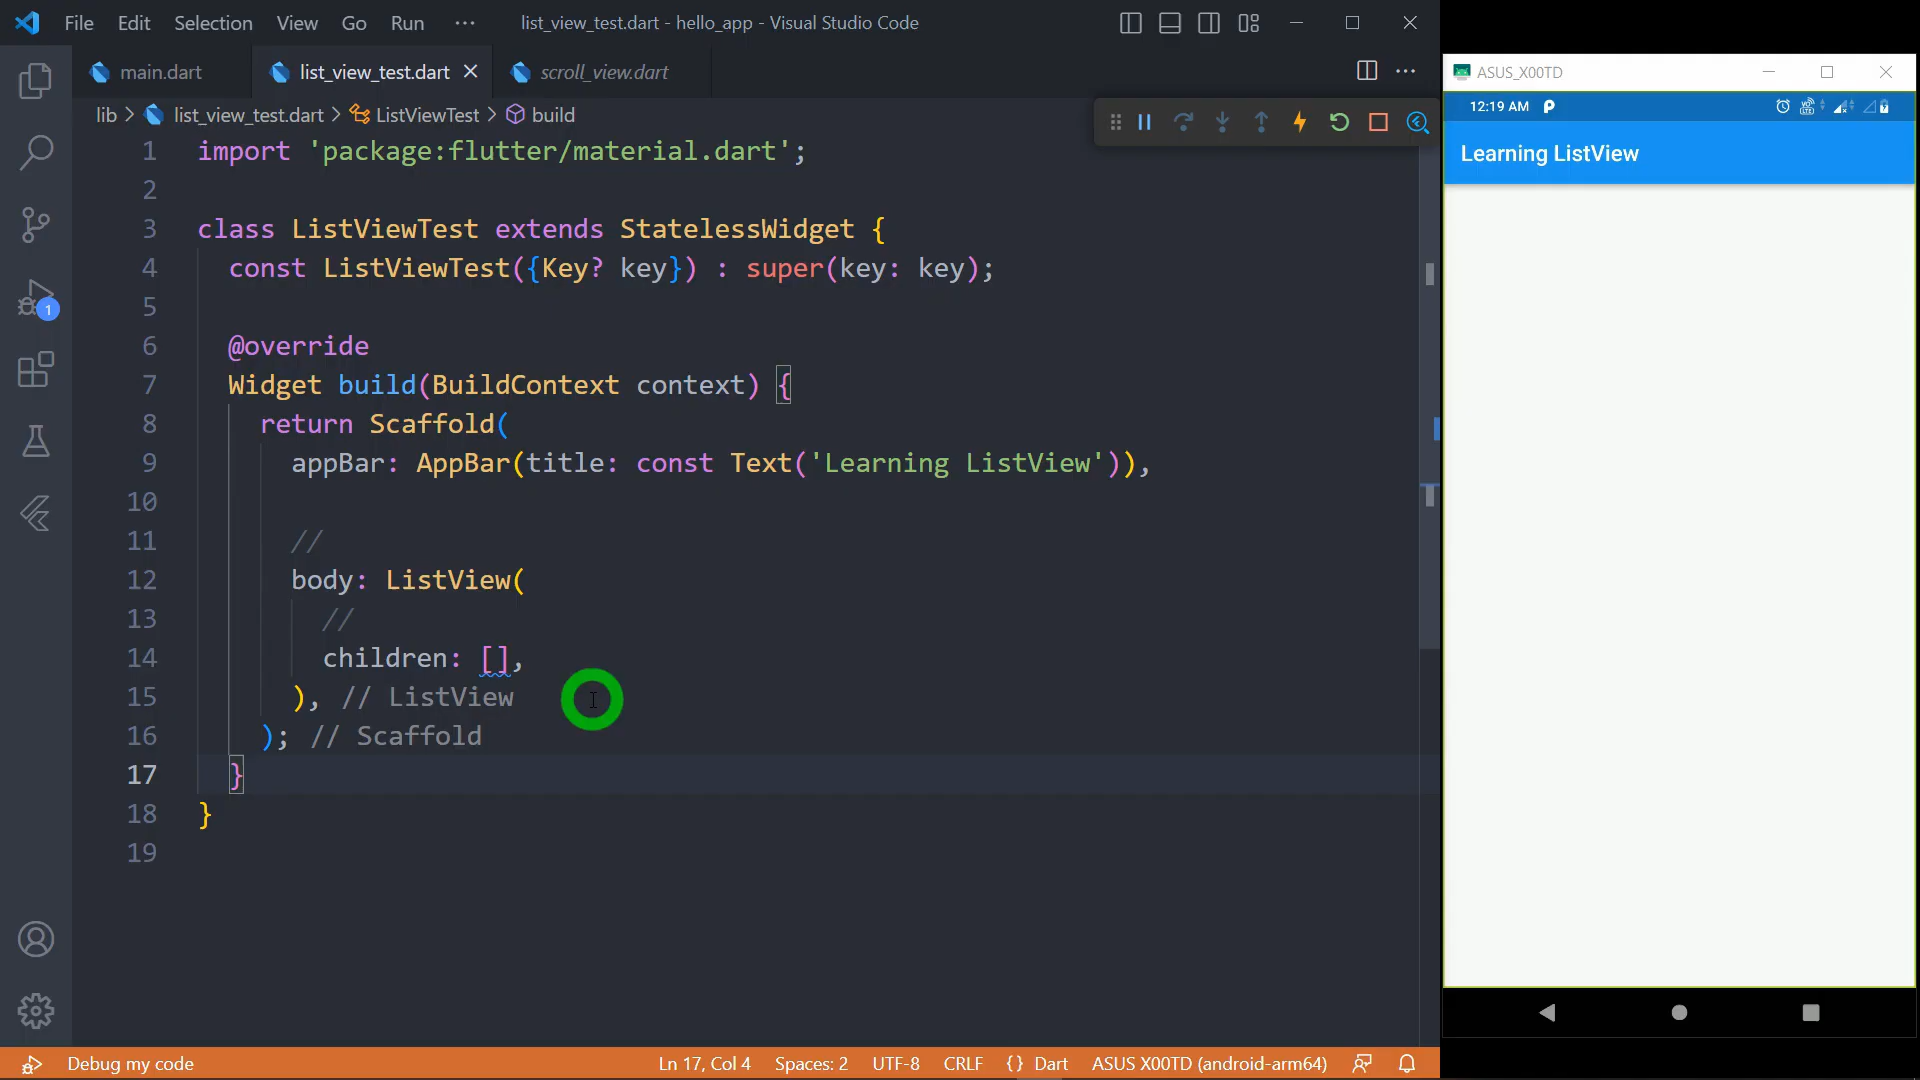 File Edit Selection View Go Run ··· list_view_test.dart - hello_app - Visual Studio Code
main.dart list_view_test.dart scroll_view.dart
lib > list_view_test.dart > ListViewTest > build
1 import 'package:flutter/material.dart';
2
3 class ListViewTest extends StatelessWidget {
4 const ListViewTest({Key? key}) : super(key: key);
5
6 @override
7 Widget build(BuildContext context) {
8 return Scaffold(
9 appBar: AppBar(title: const Text('Learning ListView')),
10
11 //
12 body: ListView(
13 //
14 children: [],
15 ), // ListView
16 ); // Scaffold
17 }
18 }
19
1
Debug my code Ln 17, Col 4 Spaces: 2 UTF-8 CRLF {} Dart ASUS X00TD (android-arm64)
ASUS_X00TD
12:19 AM
Learning ListView